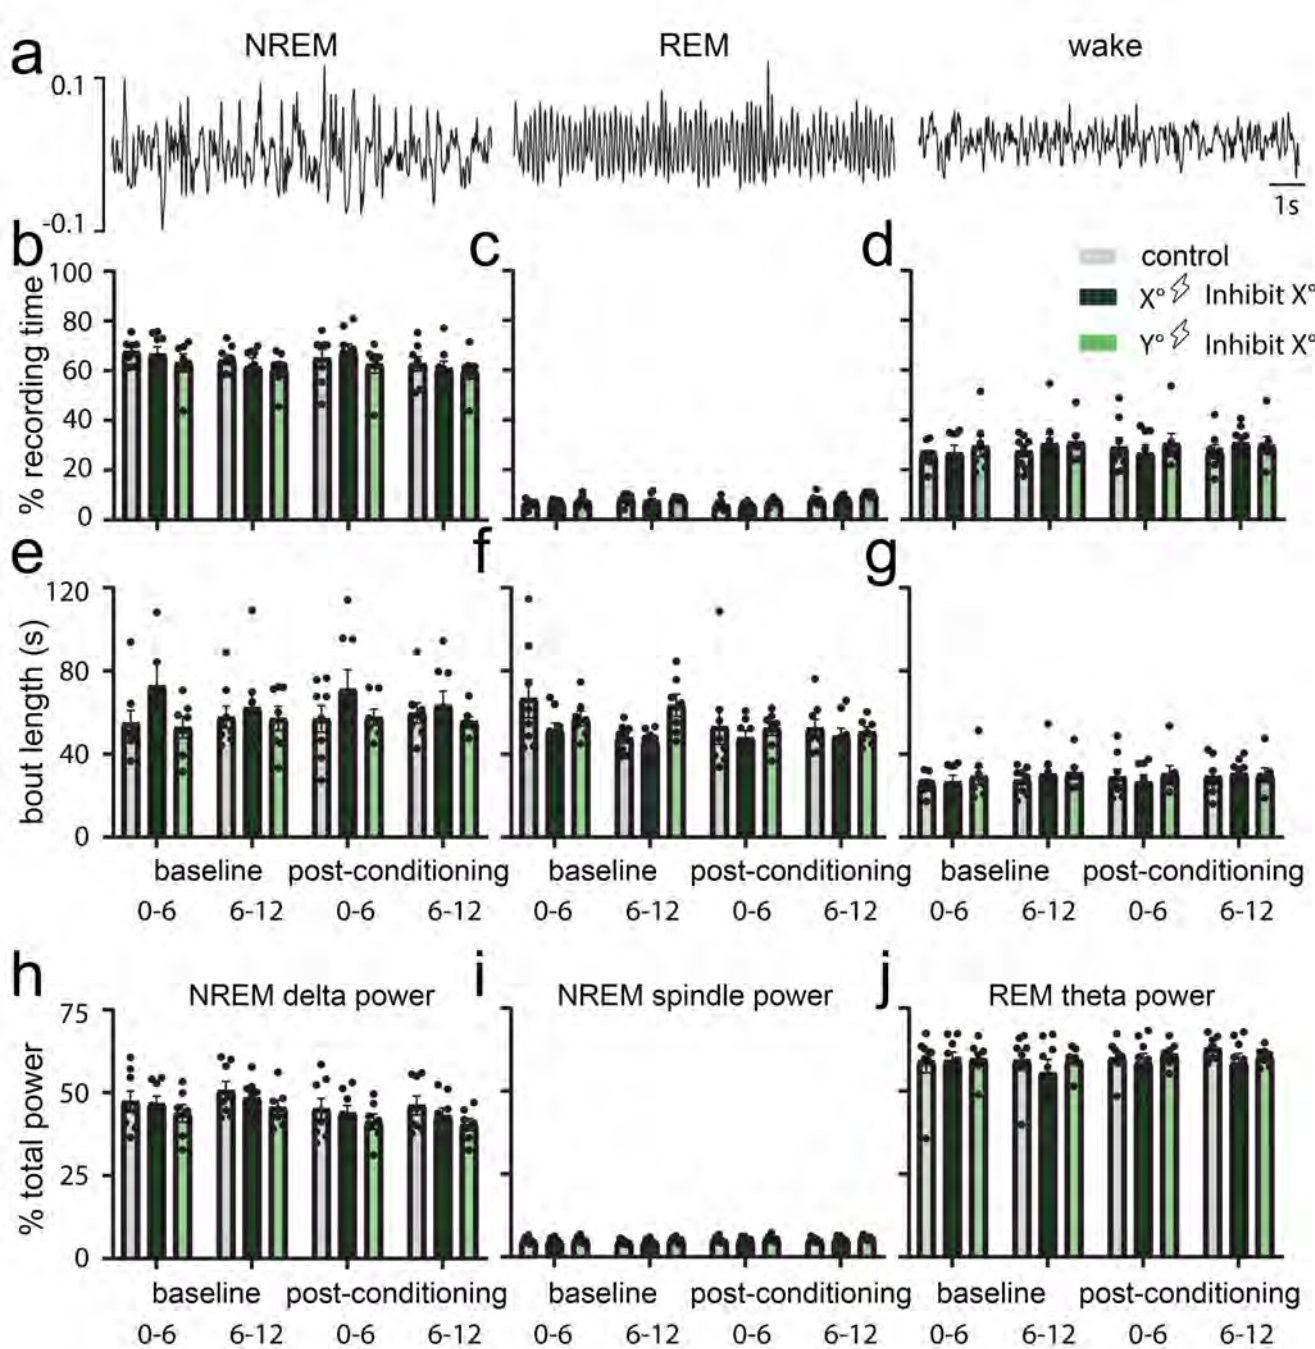 a
NREM
REM
wake
0.1
-0.1
1s
b
c
d
control
X° Inhibit X°
Y° Inhibit X°
% recording time
100
80
60
40
20
0
e
f
g
bout length (s)
120
80
40
0
baseline post-conditioning
0-6 6-12 0-6 6-12
baseline post-conditioning
0-6 6-12 0-6 6-12
baseline post-conditioning
0-6 6-12 0-6 6-12
h
NREM delta power
i
NREM spindle power
j
REM theta power
% total power
75
50
25
0
baseline post-conditioning
0-6 6-12 0-6 6-12
baseline post-conditioning
0-6 6-12 0-6 6-12
baseline post-conditioning
0-6 6-12 0-6 6-12